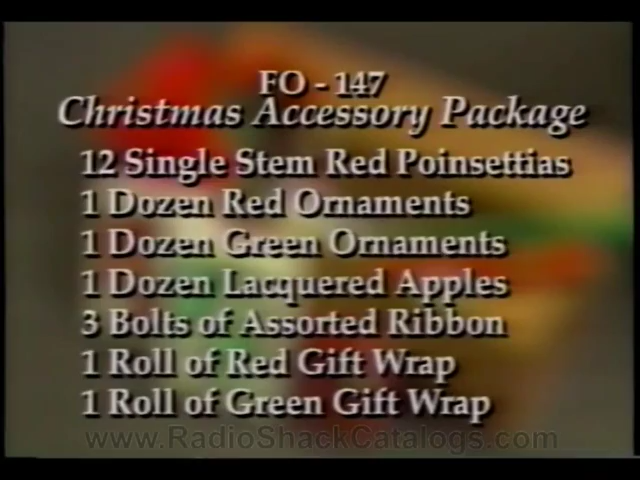 FO - 147
Christmas Accessory Package
12 Single Stem Red Poinsettias
1 Dozen Red Ornaments
1 Dozen Green Ornaments
1 Dozen Lacquered Apples
3 Bolts of Assorted Ribbon
1 Roll of Red Gift Wrap
1 Roll of Green Gift Wrap
www.RadioShackCatalogs.com